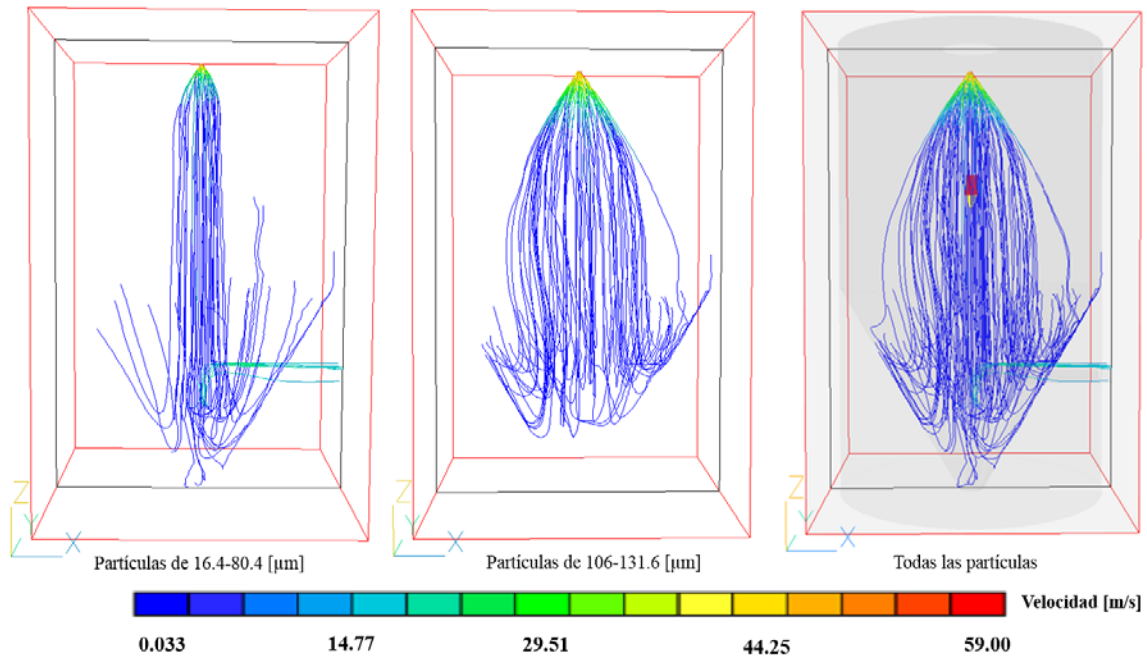 Z
Y
X
Z
Y
X
Z
Y
X
Partículas de 16.4-80.4 [µm]
Partículas de 106-131.6 [µm]
Todas las partículas
Velocidad [m/s]
0.033
14.77
29.51
44.25
59.00